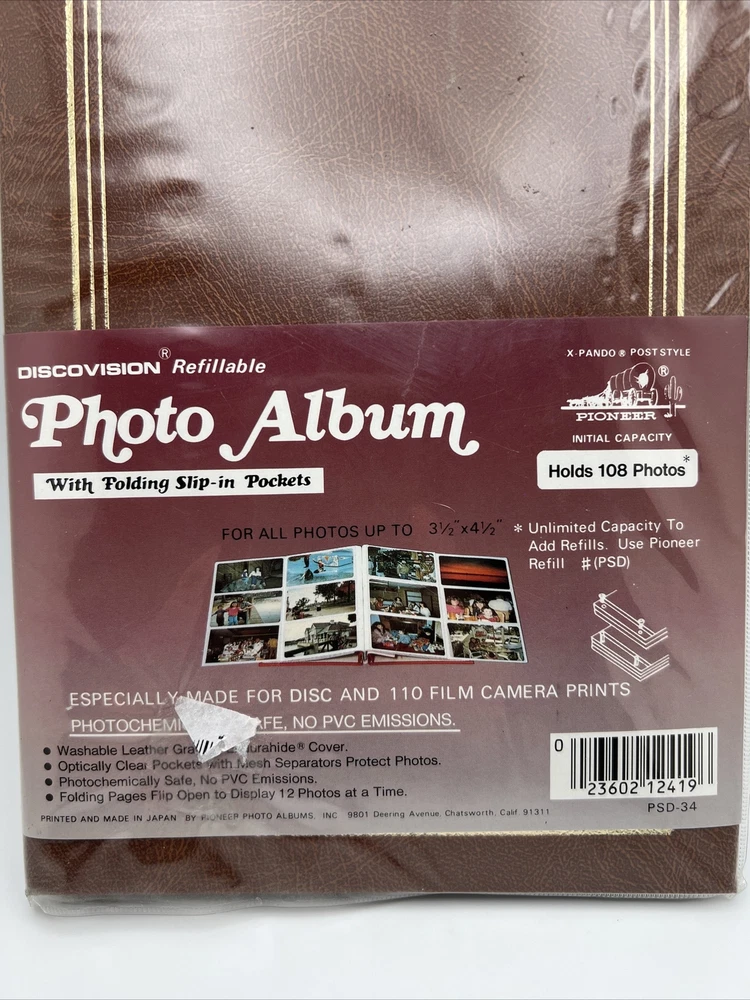 DISCOVISION® Refillable
Photo Album
With Folding Slip-in Pockets
X-PANDO® POST STYLE
®
PIONEER
INITIAL CAPACITY
Holds 108 Photos*
FOR ALL PHOTOS UP TO 3½"x4½"
* Unlimited Capacity To
Add Refills. Use Pioneer
Refill #(PSD)
ESPECIALLY MADE FOR DISC AND 110 FILM CAMERA PRINTS
PHOTOCHEMI AFE, NO PVC EMISSIONS.
● Washable Leather Gra urahide® Cover.
● Optically Clear Pockets with Mesh Separators Protect Photos.
● Photochemically Safe, No PVC Emissions.
● Folding Pages Flip Open to Display 12 Photos at a Time.
0 23602 12419
PSD-34
PRINTED AND MADE IN JAPAN BY PIONEER PHOTO ALBUMS, INC 9801 Deering Avenue, Chatsworth, Calif. 91311